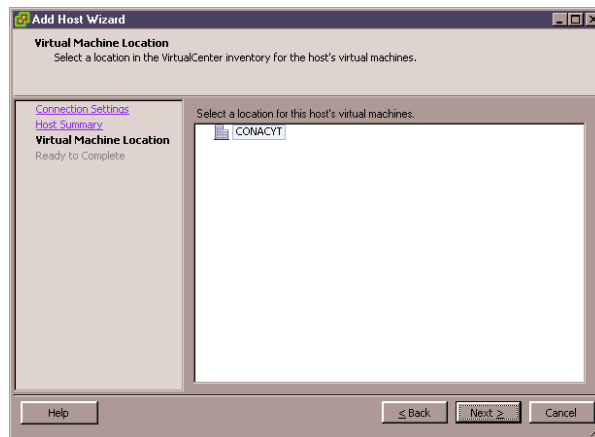 Add Host Wizard
Virtual Machine Location
Select a location in the VirtualCenter inventory for the host's virtual machines.
Connection Settings
Host Summary
Virtual Machine Location
Ready to Complete
Select a location for this host's virtual machines.
CONACYT
Help
< Back
Next >
Cancel